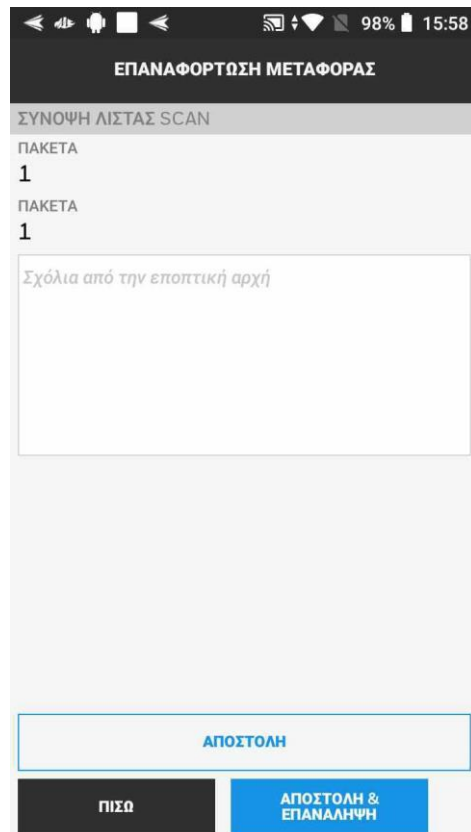 98% 15:58
ΕΠΑΝΑΦΟΡΤΩΣΗ ΜΕΤΑΦΟΡΑΣ
ΣΥΝΟΨΗ ΛΙΣΤΑΣ SCAN
ΠΑΚΕΤΑ
1
ΠΑΚΕΤΑ
1
Σχόλια από την εποπτική αρχή
ΑΠΟΣΤΟΛΗ
ΠΙΣΩ
ΑΠΟΣΤΟΛΗ &
ΕΠΑΝΑΛΗΨΗ